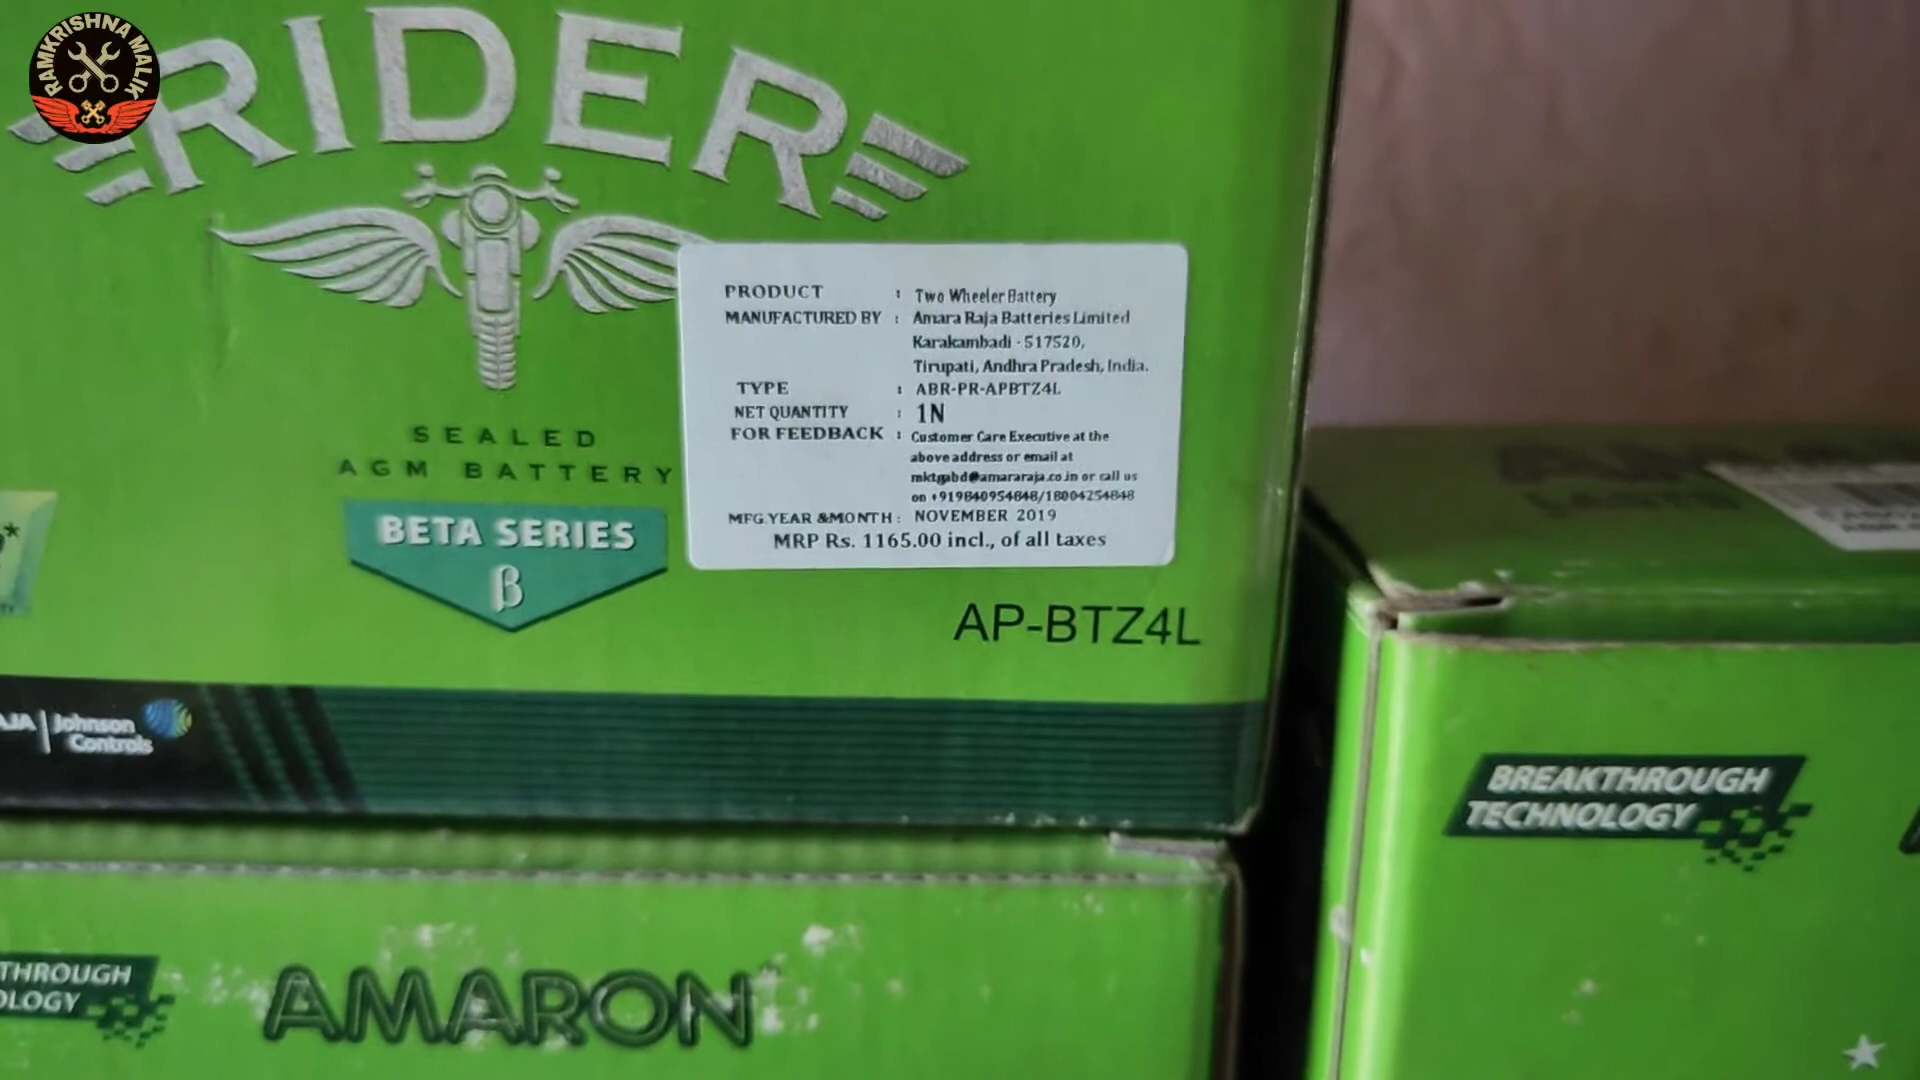 RAMKRISHNA MALIK
RIDER
PRODUCT : Two Wheeler Battery
MANUFACTURED BY : Amara Raja Batteries Limited
Karakambadi - 517520,
Tirupati, Andhra Pradesh, India.
TYPE : ABR-PR-APBTZ4L
NET QUANTITY : 1N
FOR FEEDBACK : Customer Care Executive at the
above address or email at
mktgabd@amararaja.co.in or call us
on +919840954848/18004254848
MFG.YEAR &MONTH : NOVEMBER 2019
MRP Rs. 1165.00 incl., of all taxes
SEALED
AGM BATTERY
BETA SERIES
β
AP-BTZ4L
AJA | Johnson
Controls
BREAKTHROUGH
TECHNOLOGY
THROUGH
OLOGY
AMARON